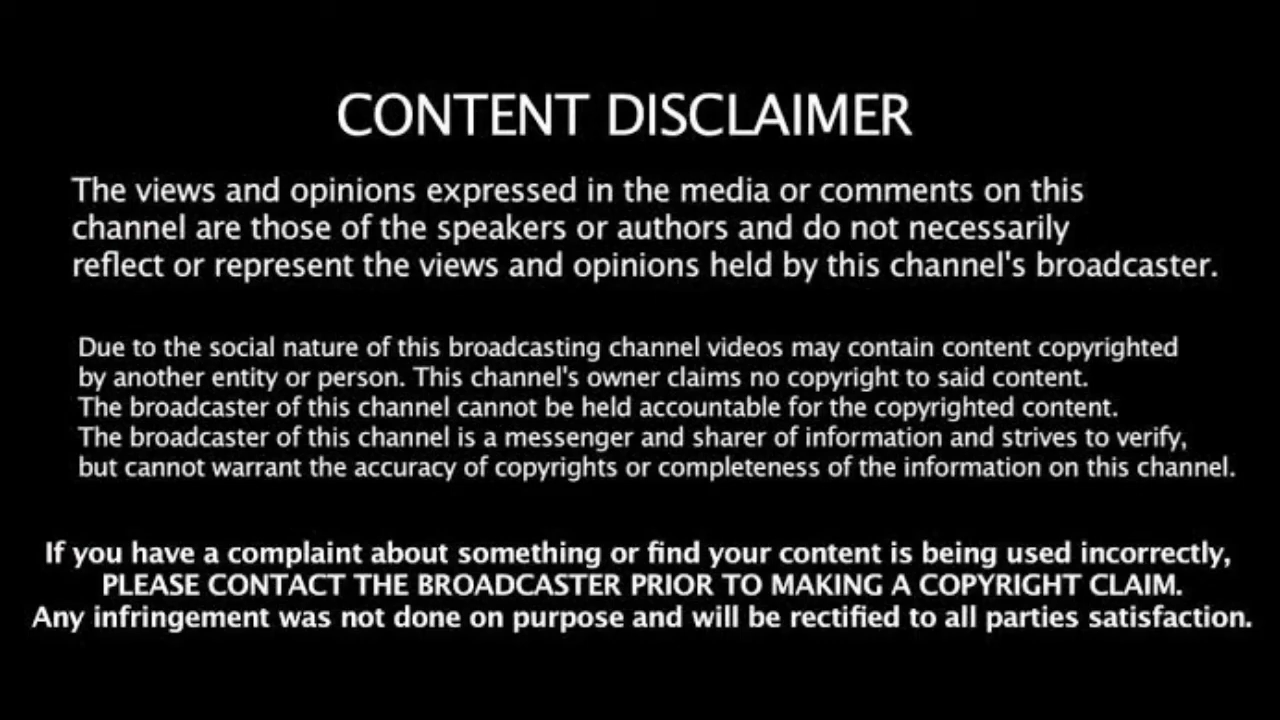 CONTENT DISCLAIMER
The views and opinions expressed in the media or comments on this
channel are those of the speakers or authors and do not necessarily
reflect or represent the views and opinions held by this channel's broadcaster.
Due to the social nature of this broadcasting channel videos may contain content copyrighted
by another entity or person. This channel's owner claims no copyright to said content.
The broadcaster of this channel cannot be held accountable for the copyrighted content.
The broadcaster of this channel is a messenger and sharer of information and strives to verify,
but cannot warrant the accuracy of copyrights or completeness of the information on this channel.
If you have a complaint about something or find your content is being used incorrectly,
PLEASE CONTACT THE BROADCASTER PRIOR TO MAKING A COPYRIGHT CLAIM.
Any infringement was not done on purpose and will be rectified to all parties satisfaction.